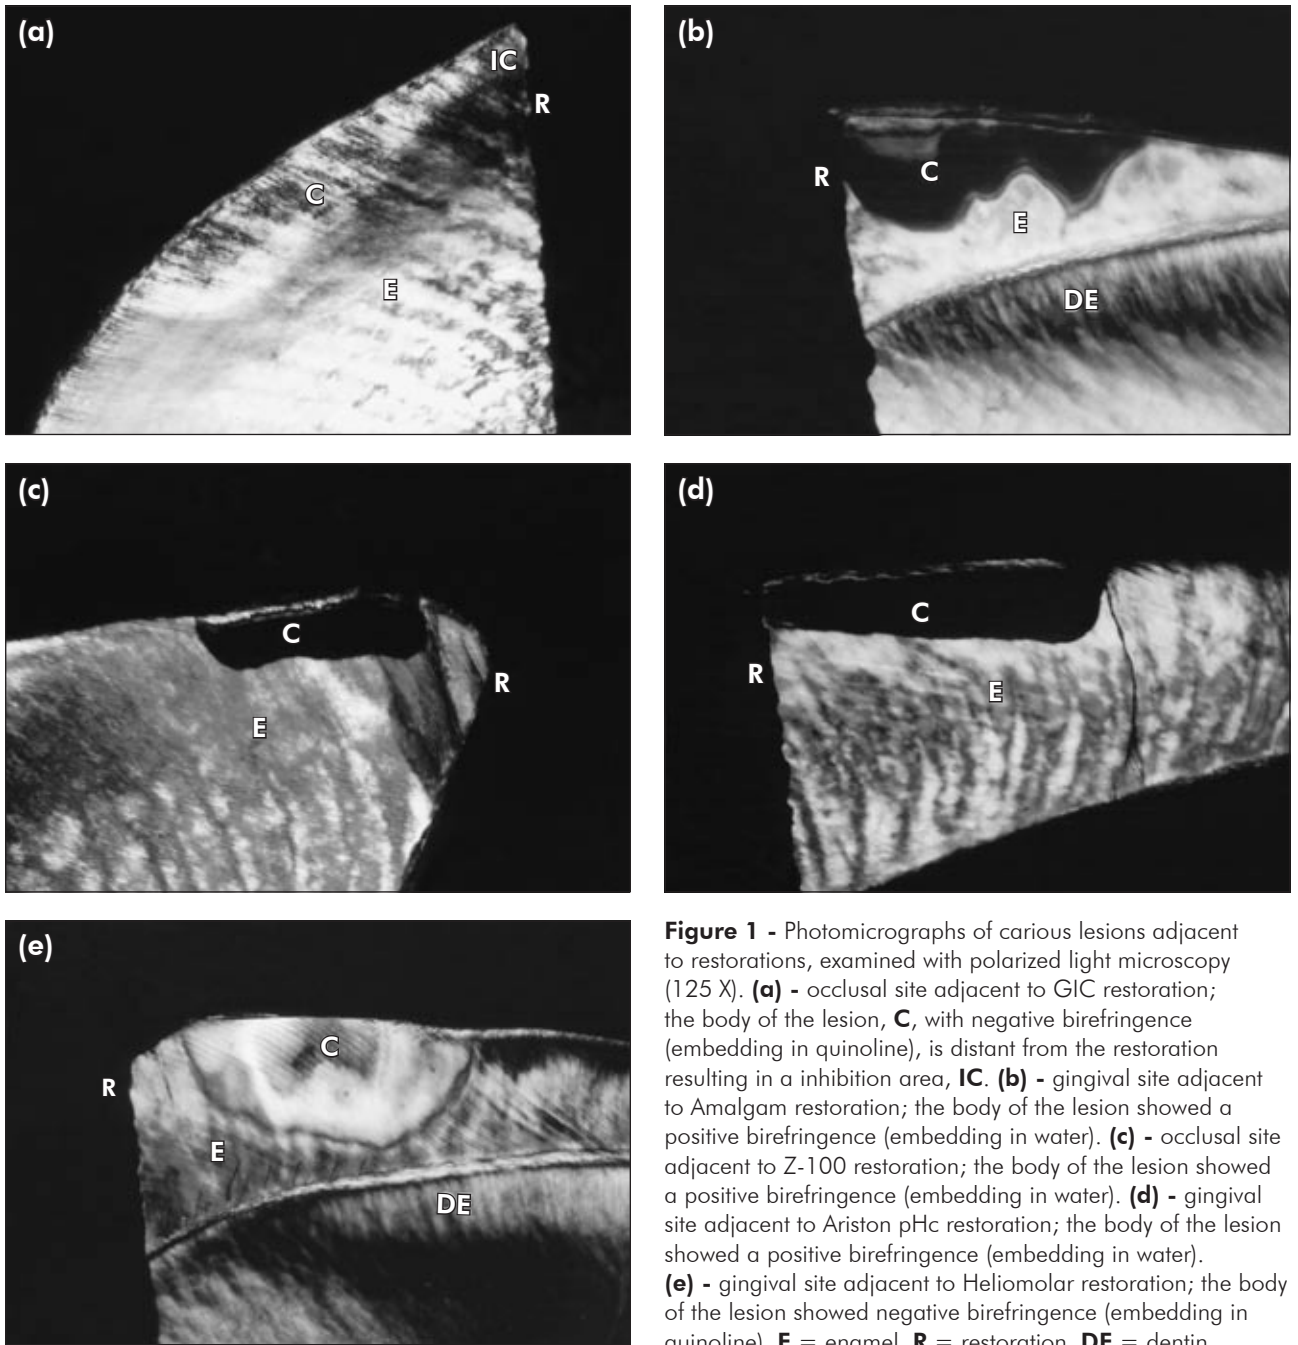 (a)
IC
R
C
E
(b)
R
C
E
DE
(c)
C
R
E
(d)
C
R
E
(e)
C
R
E
DE
Figure 1 - Photomicrographs of carious lesions adjacent
to restorations, examined with polarized light microscopy
(125 X). (a) - occlusal site adjacent to GIC restoration;
the body of the lesion, C, with negative birefringence
(embedding in quinoline), is distant from the restoration
resulting in a inhibition area, IC. (b) - gingival site adjacent
to Amalgam restoration; the body of the lesion showed a
positive birefringence (embedding in water). (c) - occlusal site
adjacent to Z-100 restoration; the body of the lesion showed
a positive birefringence (embedding in water). (d) - gingival
site adjacent to Ariston pHc restoration; the body of the lesion
showed a positive birefringence (embedding in water).
(e) - gingival site adjacent to Heliomolar restoration; the body
of the lesion showed negative birefringence (embedding in
quinoline). E = enamel, R = restoration, DE = dentin